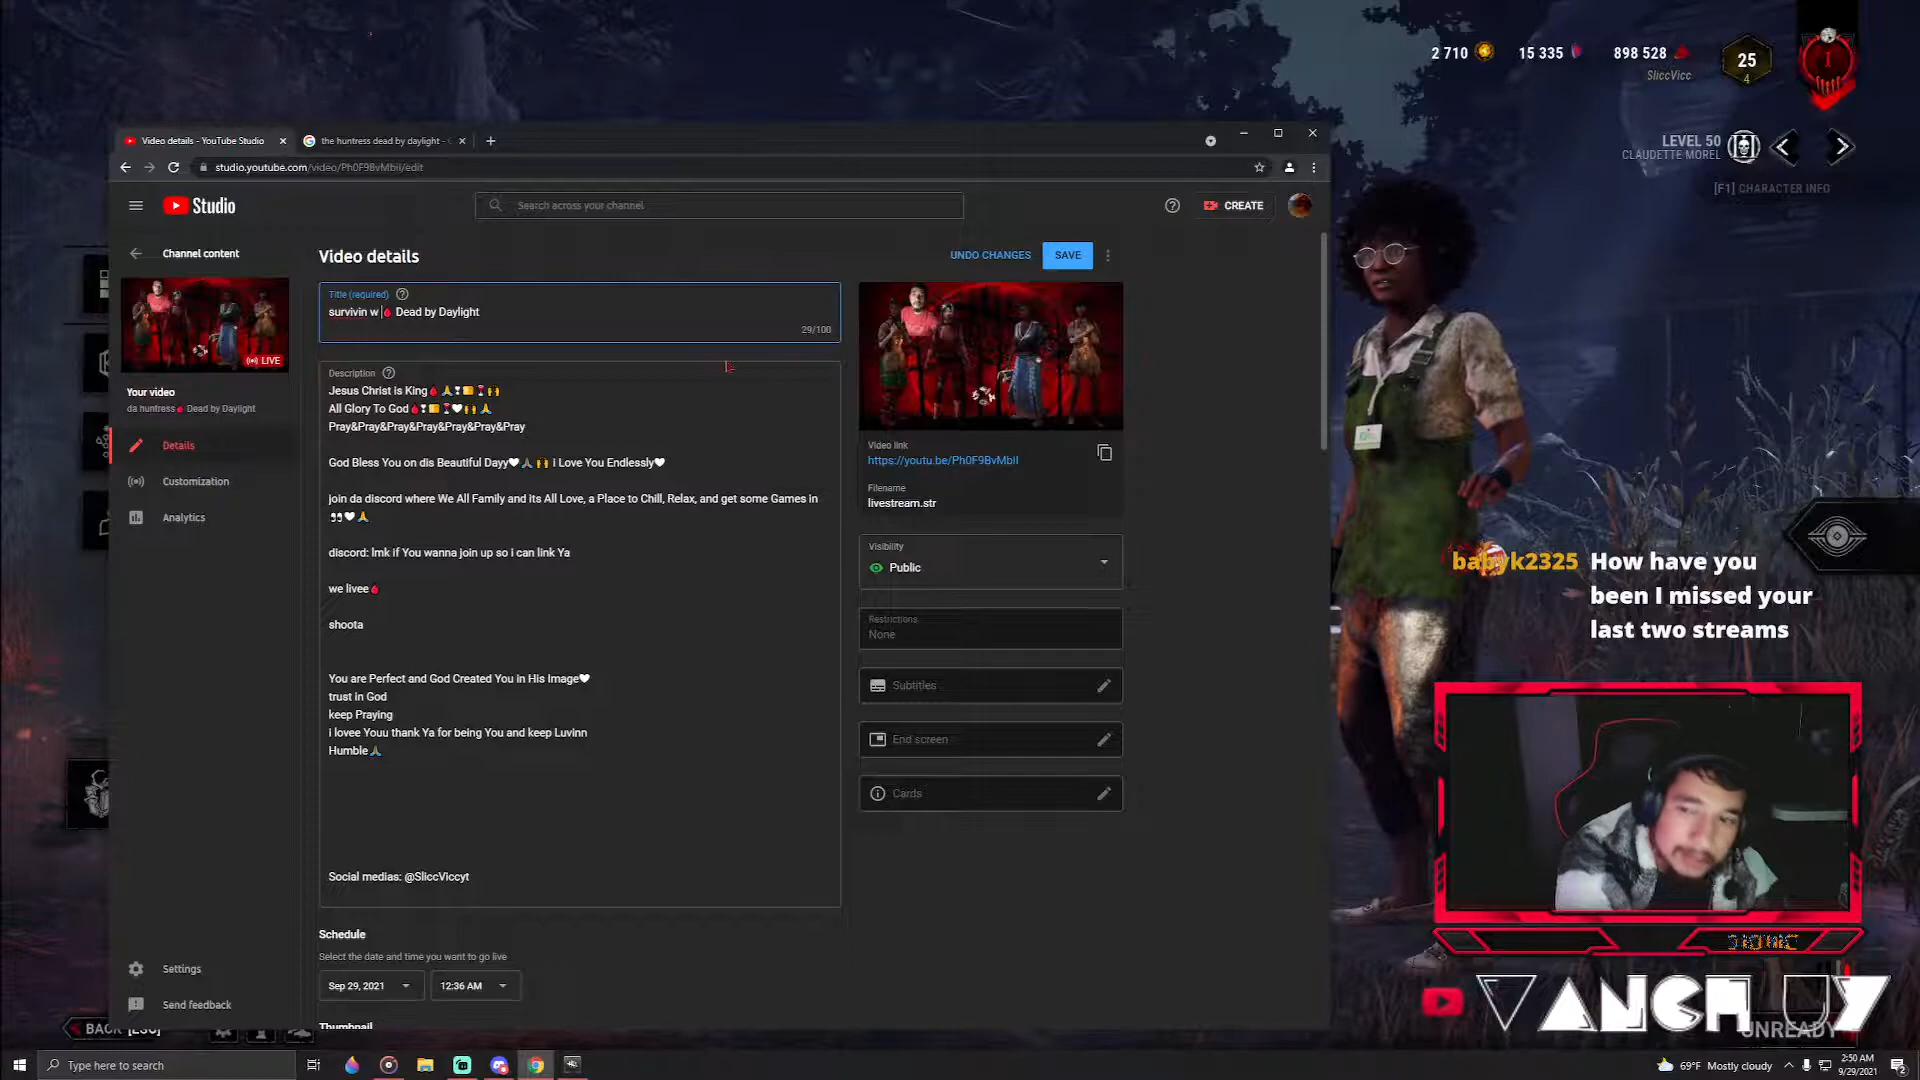 2 710
15 335
898 528
SliccVicc
25
4
I
Video details - YouTube Studio
the huntress dead by daylight -
LEVEL 50
CLAUDETTE MOREL
III
[F1] CHARACTER INFO
studio.youtube.com/video/Ph0F9BvMbiI/edit
Studio
Search across your channel
CREATE
Channel content
Video details
UNDO CHANGES
SAVE
Title (required)
survivin w🩸 Dead by Daylight
29/100
LIVE
Your video
da huntress🩸 Dead by Daylight
Details
Customization
Analytics
Description
Jesus Christ is King
All Glory To God
Pray&Pray&Pray&Pray&Pray&Pray&Pray
God Bless You on dis Beautiful Dayy🤍🙏🙌 i Love You Endlessly🤍
join da discord where We All Family and Its All Love, a Place to Chill, Relax, and get some Games in
discord: lmk if You wanna join up so i can link Ya
we livee🩸
shoota
You are Perfect and God Created You in His Image🤍
trust in God
keep Praying
i lovee Youu thank Ya for being You and keep Luvinn
Humble🙏
Social medias: @SliccViccyt
Video link
https://youtu.be/Ph0F9BvMbiI
Filename
livestream.str
Visibility
Public
Restrictions
None
Subtitles
End screen
Cards
babyk2325 How have you
been I missed your
last two streams
Schedule
Select the date and time you want to go live
Sep 29, 2021
12:36 AM
Thumbnail
Settings
Send feedback
BACK [ESC]
UNREADY
Type here to search
69°F Mostly cloudy
2:50 AM
9/29/2021
2